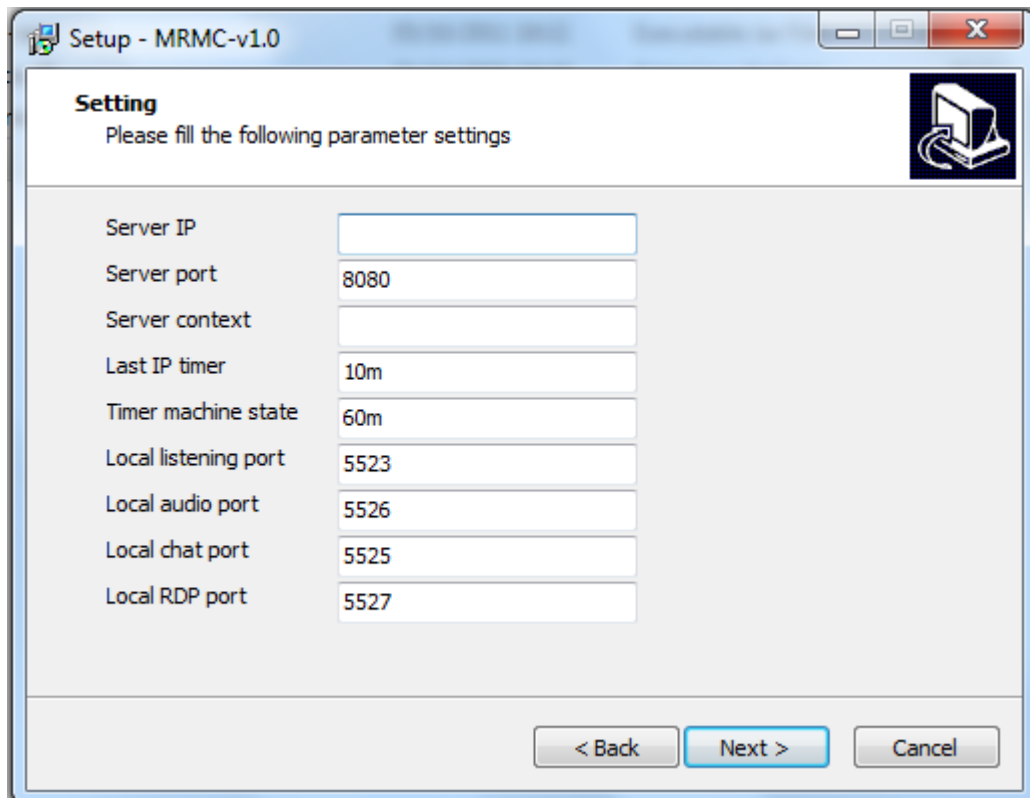 Setup - MRMC-v1.0
Setting
Please fill the following parameter settings
Server IP
Server port 8080
Server context
Last IP timer 10m
Timer machine state 60m
Local listening port 5523
Local audio port 5526
Local chat port 5525
Local RDP port 5527
< Back Next > Cancel